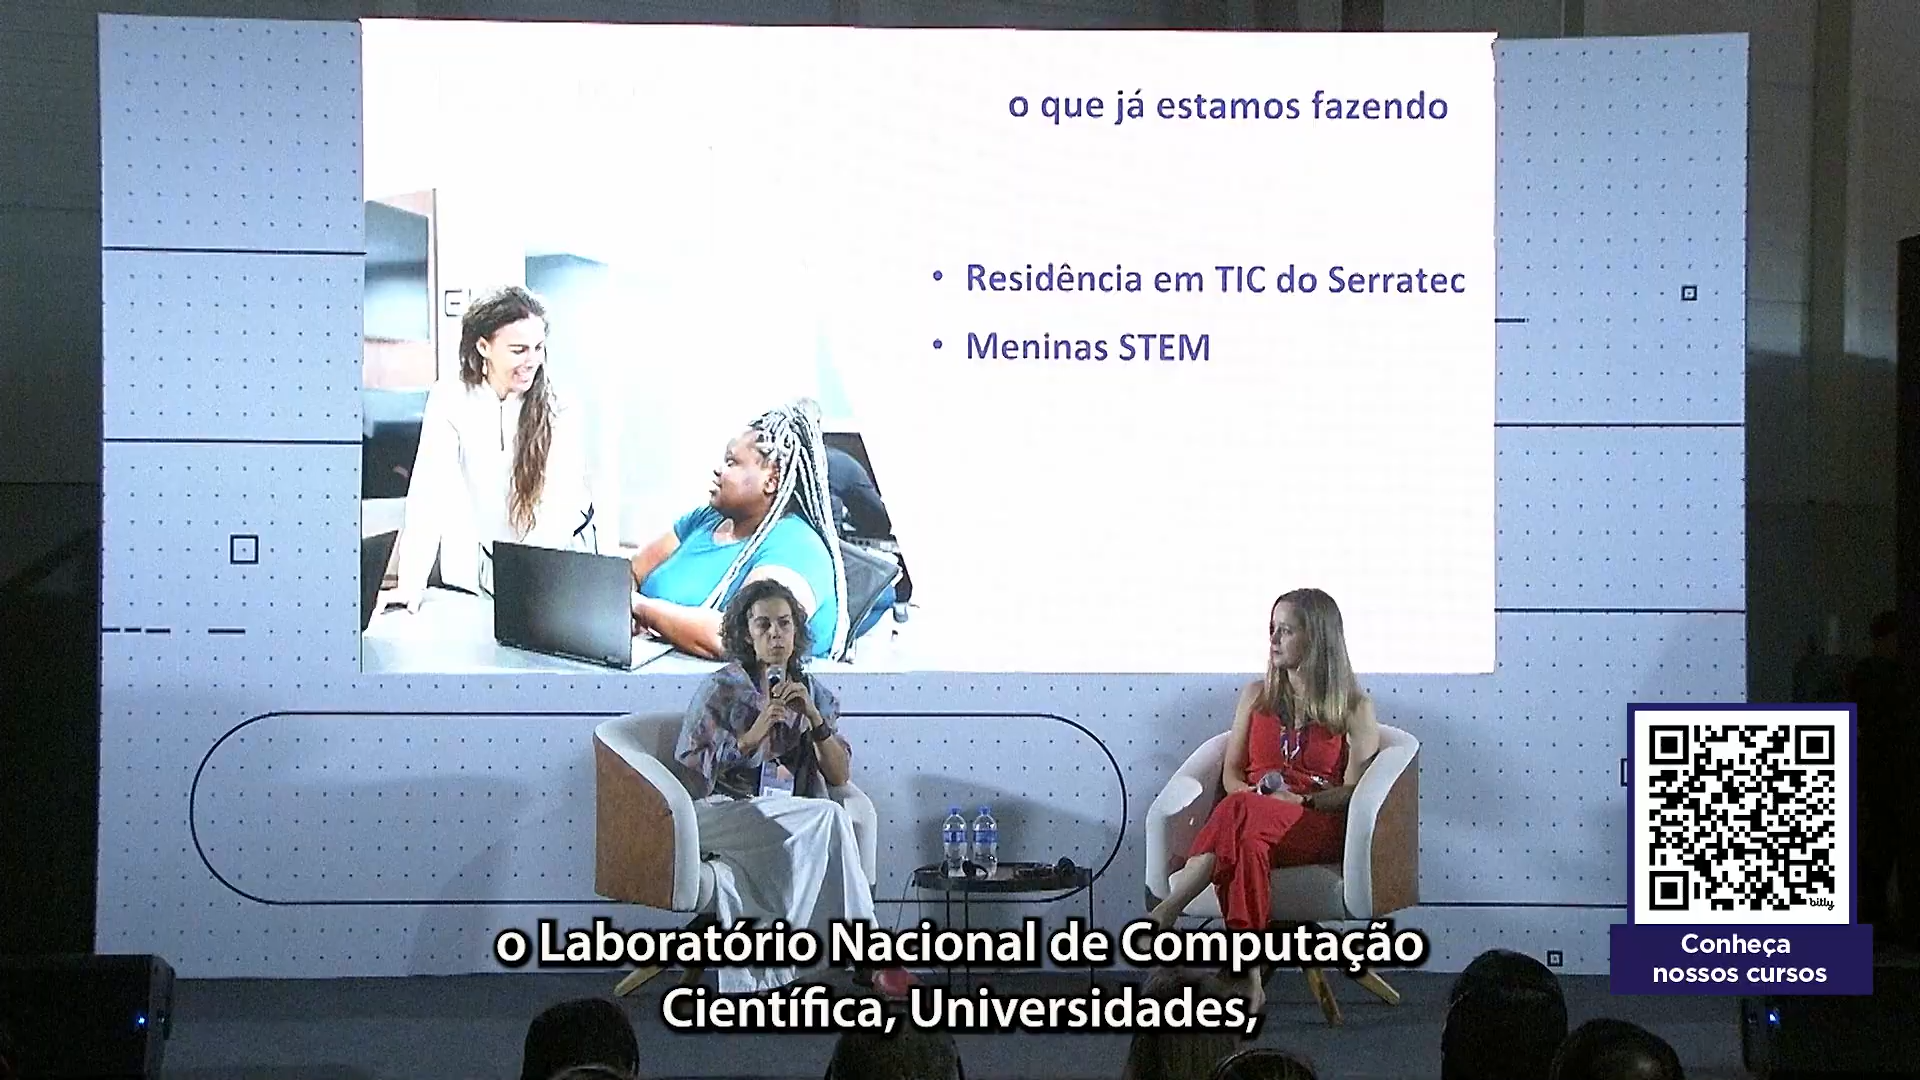 o que já estamos fazendo
• Residência em TIC do Serratec
• Meninas STEM
bitly
Conheça
nossos cursos
o Laboratório Nacional de Computação
Científica, Universidades,